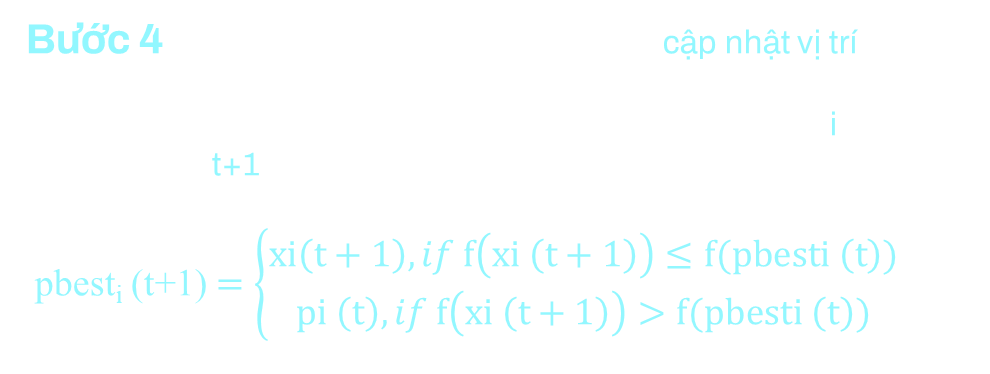 Bước 4 cập nhật vị trí
i
t+1
xi(t + 1), if f(xi (t + 1)) ≤ f(pbesti (t))
pbestᵢ (t+1) = {
pi (t), if f(xi (t + 1)) > f(pbesti (t))